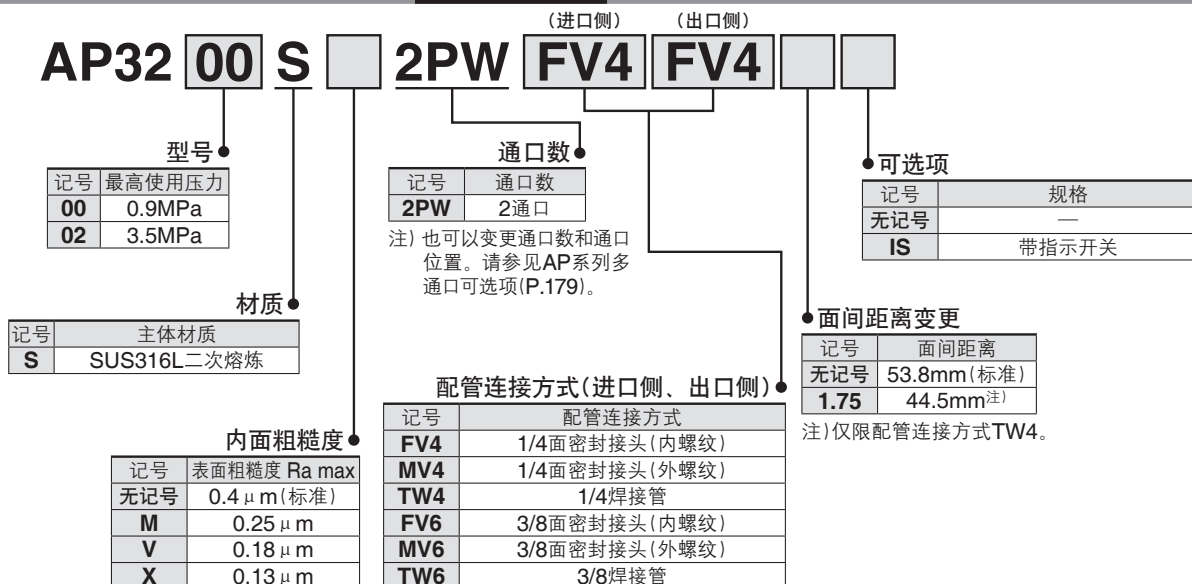 (进口侧) (出口侧)
AP32 00 S 2PW FV4 FV4
型号
记号 最高使用压力
00 0.9MPa
02 3.5MPa
材质
记号 主体材质
S SUS316L二次熔炼
内面粗糙度
记号 表面粗糙度 Ra max
无记号 0.4μm(标准)
M 0.25μm
V 0.18μm
X 0.13μm
通口数
记号 通口数
2PW 2通口
注) 也可以变更通口数和通口
位置。请参见AP系列多
通口可选项(P.179)。
配管连接方式(进口侧、出口侧)
记号 配管连接方式
FV4 1/4面密封接头(内螺纹)
MV4 1/4面密封接头(外螺纹)
TW4 1/4焊接管
FV6 3/8面密封接头(内螺纹)
MV6 3/8面密封接头(外螺纹)
TW6 3/8焊接管
可选项
记号 规格
无记号 —
IS 带指示开关
面间距离变更
记号 面间距离
无记号 53.8mm(标准)
1.75 44.5mm注)
注)仅限配管连接方式TW4。